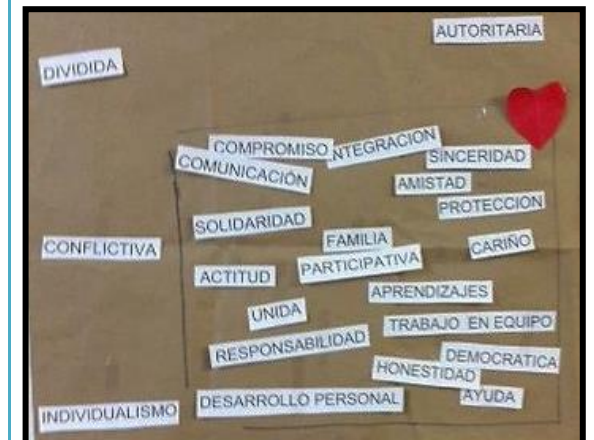 AUTORITARIA
DIVIDIDA
COMPROMISO
NTEGRACION
COMUNICACIÓN
SINCERIDAD
AMISTAD
PROTECCION
SOLIDARIDAD
FAMILIA
CARIÑO
CONFLICTIVA
PARTICIPATIVA
ACTITUD
APRENDIZAJES
UNIDA
TRABAJO EN EQUIPO
RESPONSABILIDAD
DEMOCRATICA
HONESTIDAD
AYUDA
DESARROLLO PERSONAL
INDIVIDUALISMO